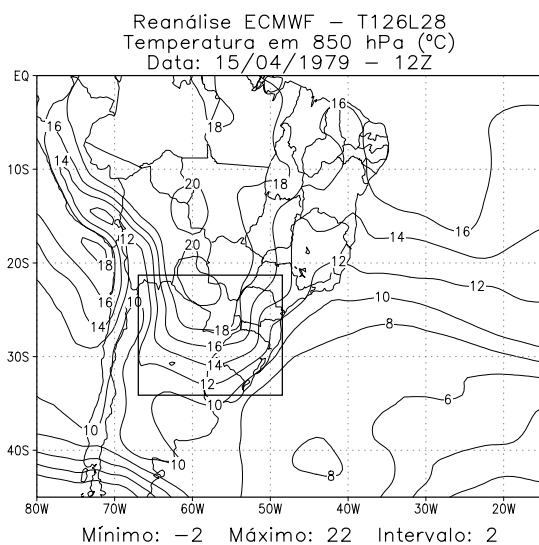 Reanálise ECMWF − T126L28
Temperatura em 850 hPa (ºC)
Data: 15/04/1979 − 12Z
EQ
16
18
16
14
20
18
10S
12
16
14
18
20
12
20S
12
16
10
10
14
18
8
16
30S
14
12
10
6
10
10
40S
8
80W 70W 60W 50W 40W 30W 20W
Mínimo: −2 Máximo: 22 Intervalo: 2